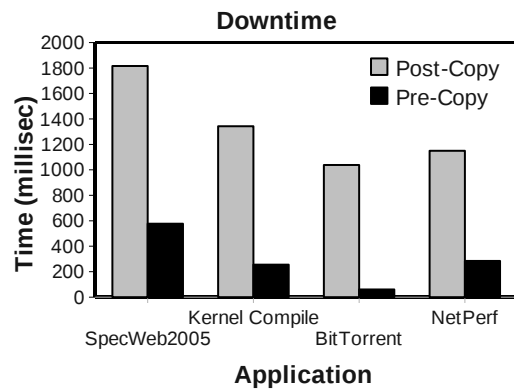 Downtime
2000
1800
1600
1400
1200
1000
800
600
400
200
0
Time (millisec)
Post-Copy
Pre-Copy
SpecWeb2005
Kernel Compile
BitTorrent
NetPerf
Application